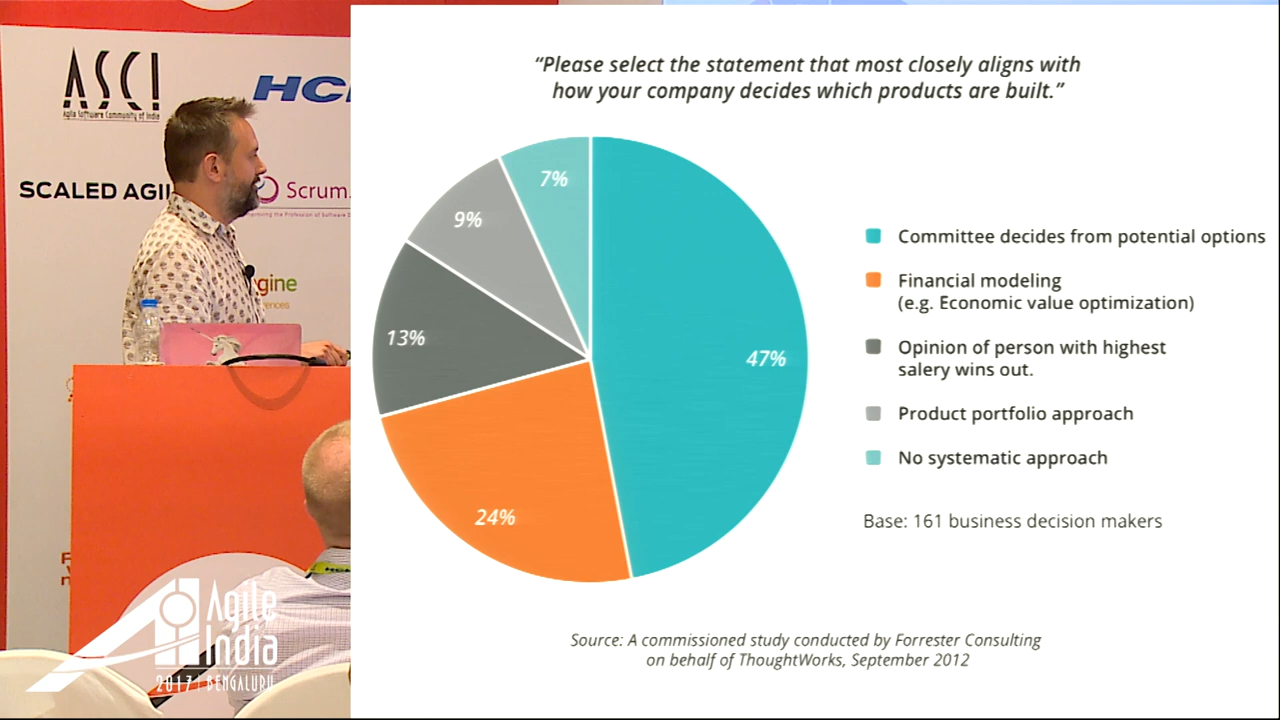 ASCI
Agile Software Community of India
HC
SCALED AGI
Scrum.
gine
ences
“Please select the statement that most closely aligns with
how your company decides which products are built.”
7%
9%
13%
24%
47%
Committee decides from potential options
Financial modeling
(e.g. Economic value optimization)
Opinion of person with highest
salery wins out.
Product portfolio approach
No systematic approach
Base: 161 business decision makers
Source: A commissioned study conducted by Forrester Consulting
on behalf of ThoughtWorks, September 2012
Agile
India
2017 | BENGALURU